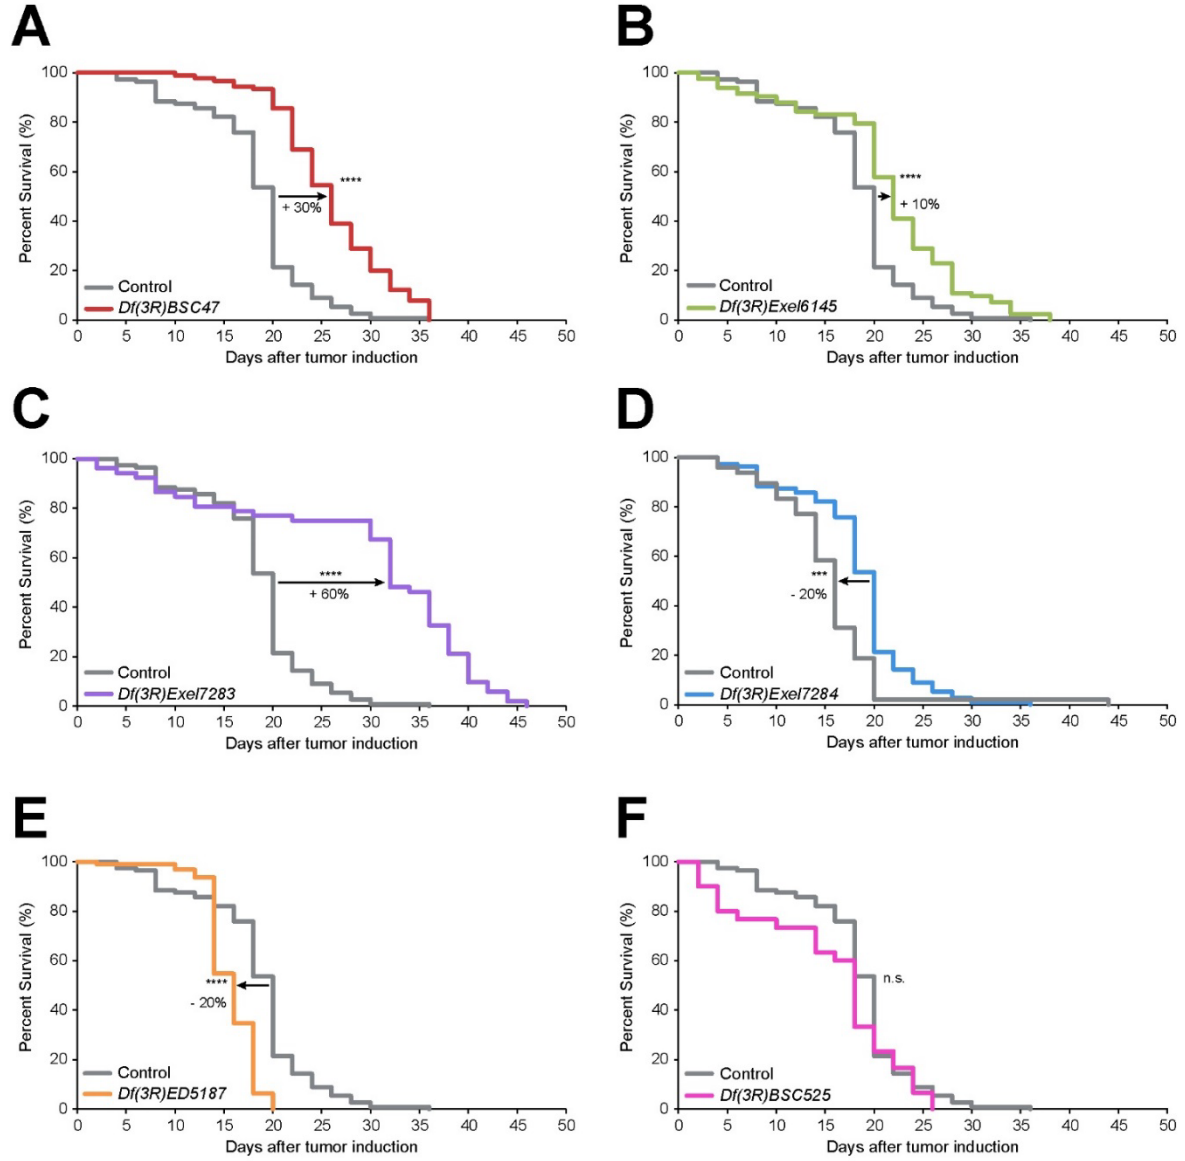 A
B
100
80
60
40
20
0
Percent Survival (%)
****
+ 30%
Control
Df(3R)BSC47
0 5 10 15 20 25 30 35 40 45 50
Days after tumor induction
100
80
60
40
20
0
Percent Survival (%)
****
+ 10%
Control
Df(3R)Exel6145
0 5 10 15 20 25 30 35 40 45 50
Days after tumor induction
C
D
100
80
60
40
20
0
Percent Survival (%)
****
+ 60%
Control
Df(3R)Exel7283
0 5 10 15 20 25 30 35 40 45 50
Days after tumor induction
100
80
60
40
20
0
Percent Survival (%)
***
- 20%
Control
Df(3R)Exel7284
0 5 10 15 20 25 30 35 40 45 50
Days after tumor induction
E
F
100
80
60
40
20
0
Percent Survival (%)
****
- 20%
Control
Df(3R)ED5187
0 5 10 15 20 25 30 35 40 45 50
Days after tumor induction
100
80
60
40
20
0
Percent Survival (%)
n.s.
Control
Df(3R)BSC525
0 5 10 15 20 25 30 35 40 45 50
Days after tumor induction